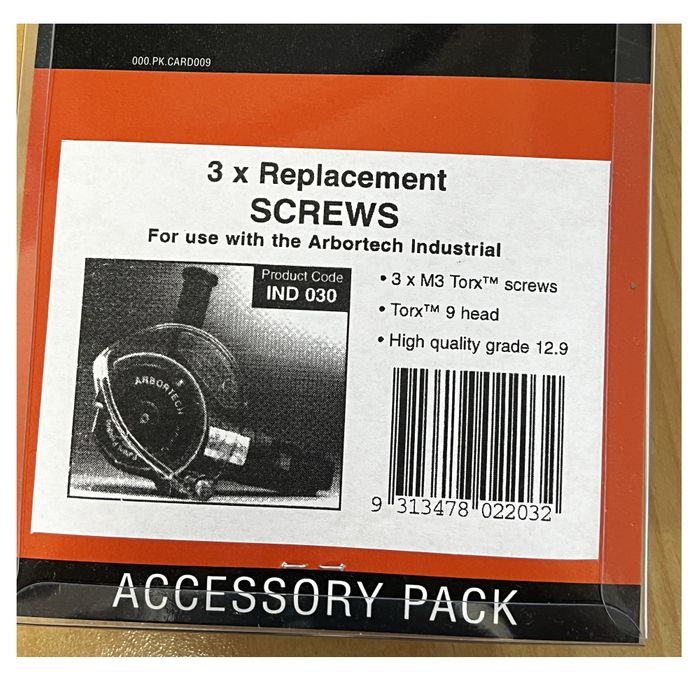 000.PK.CARD009
3 x Replacement
SCREWS
For use with the Arbortech Industrial
Product Code
IND 030
• 3 x M3 Torx™ screws
• Torx™ 9 head
• High quality grade 12.9
ARBORTECH
9 313478 022032
ACCESSORY PACK